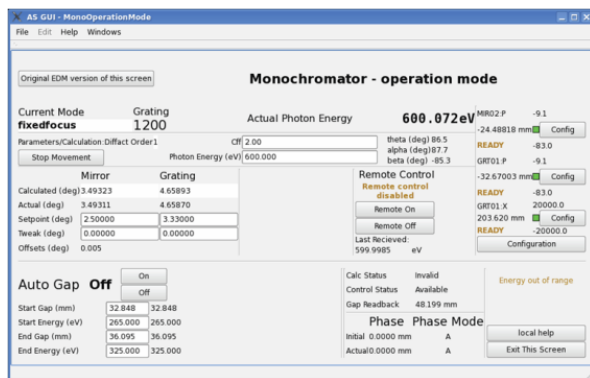 AS GUI - MonoOperationMode
File Edit Help Windows
Original EDM version of this screen
Monochromator - operation mode
Current Mode
fixedfocus
Grating
1200
Actual Photon Energy
600.072eV
MIR02:P -9.1
-24.48818 mm Config
READY -83.0
GRT01:P -9.1
-32.67003 mm Config
READY -83.0
GRT01:X 20000.0
203.620 mm Config
READY -20000.0
Configuration
Parameters/Calculation:Diffact Order1
Cff 2.00
Stop Movement
Photon Energy (eV) 600.000
theta (deg) 86.5
alpha (deg)87.7
beta (deg) -85.3
Mirror Grating
Calculated (deg) 3.49323 4.65893
Actual (deg) 3.49311 4.65870
Setpoint (deg) 2.50000 3.33000
Tweak (deg) 0.00000 0.00000
Offsets (deg) 0.005
Remote Control
Remote control
disabled
Remote On
Remote Off
Last Recieved:
599.9985 eV
Auto Gap Off
On
Off
Start Gap (mm) 32.848 32.848
Start Energy (eV) 265.000 265.000
End Gap (mm) 36.095 36.095
End Energy (eV) 325.000 325.000
Calc Status Invalid
Control Status Available
Gap Readback 48.199 mm
Phase Phase Mode
Initial 0.0000 mm A
Actual 0.0000 mm A
Energy out of range
local help
Exit This Screen